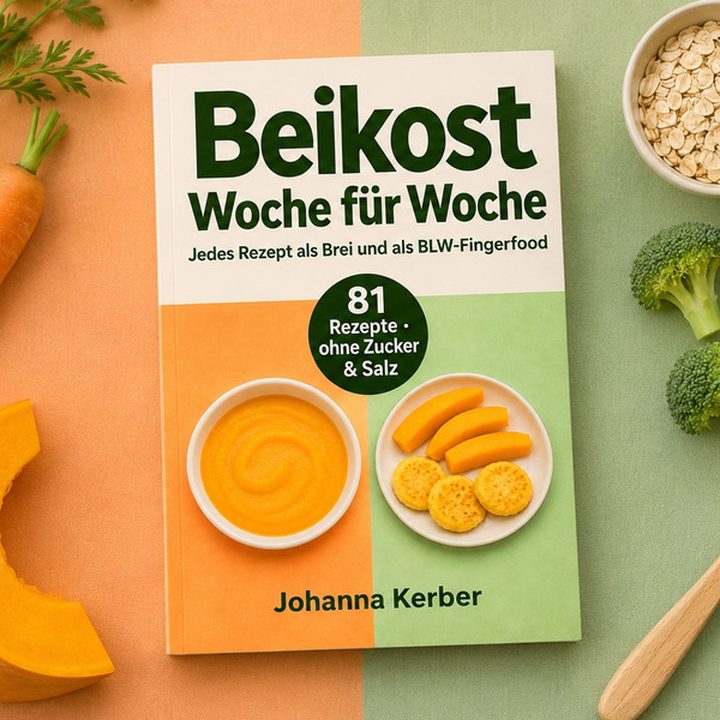 Beikost
Woche für Woche
Jedes Rezept als Brei und als BLW-Fingerfood
81
Rezepte ·
ohne Zucker
& Salz
Johanna Kerber